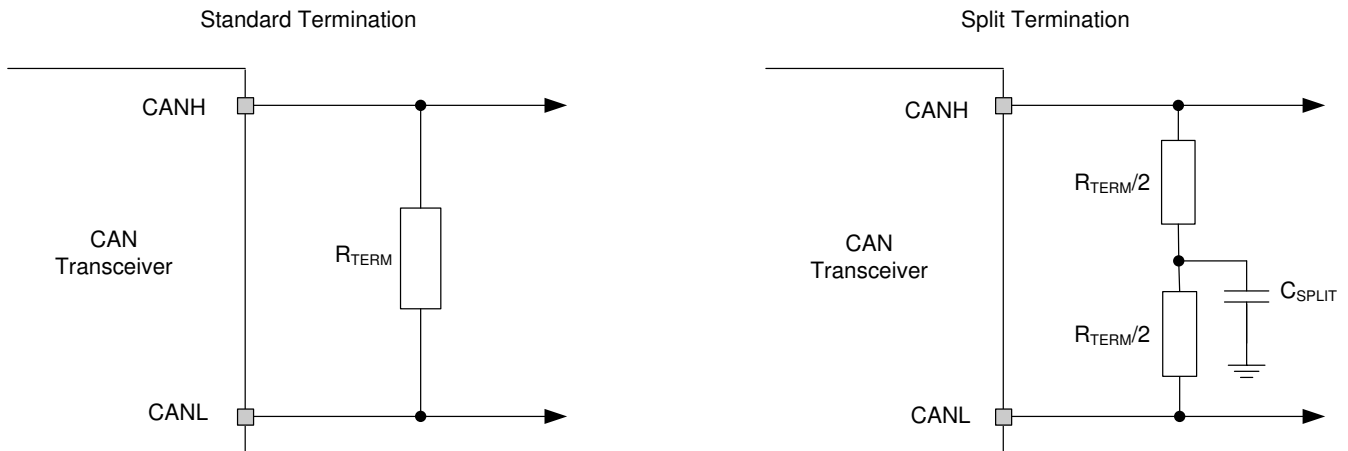 Standard Termination
CANH
CAN
Transceiver
RTERM
CANL
Split Termination
CANH
RTERM/2
CAN
Transceiver
CSPLIT
RTERM/2
CANL